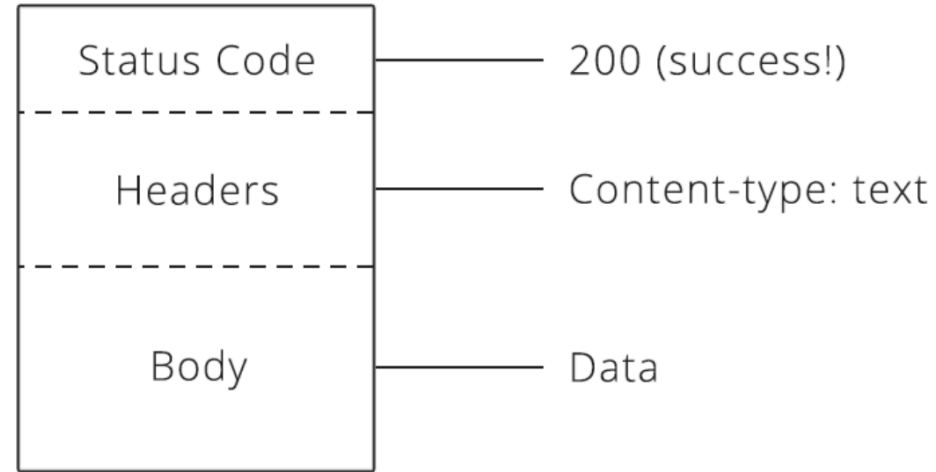 Status Code
200 (success!)
Headers
Content-type: text
Body
Data